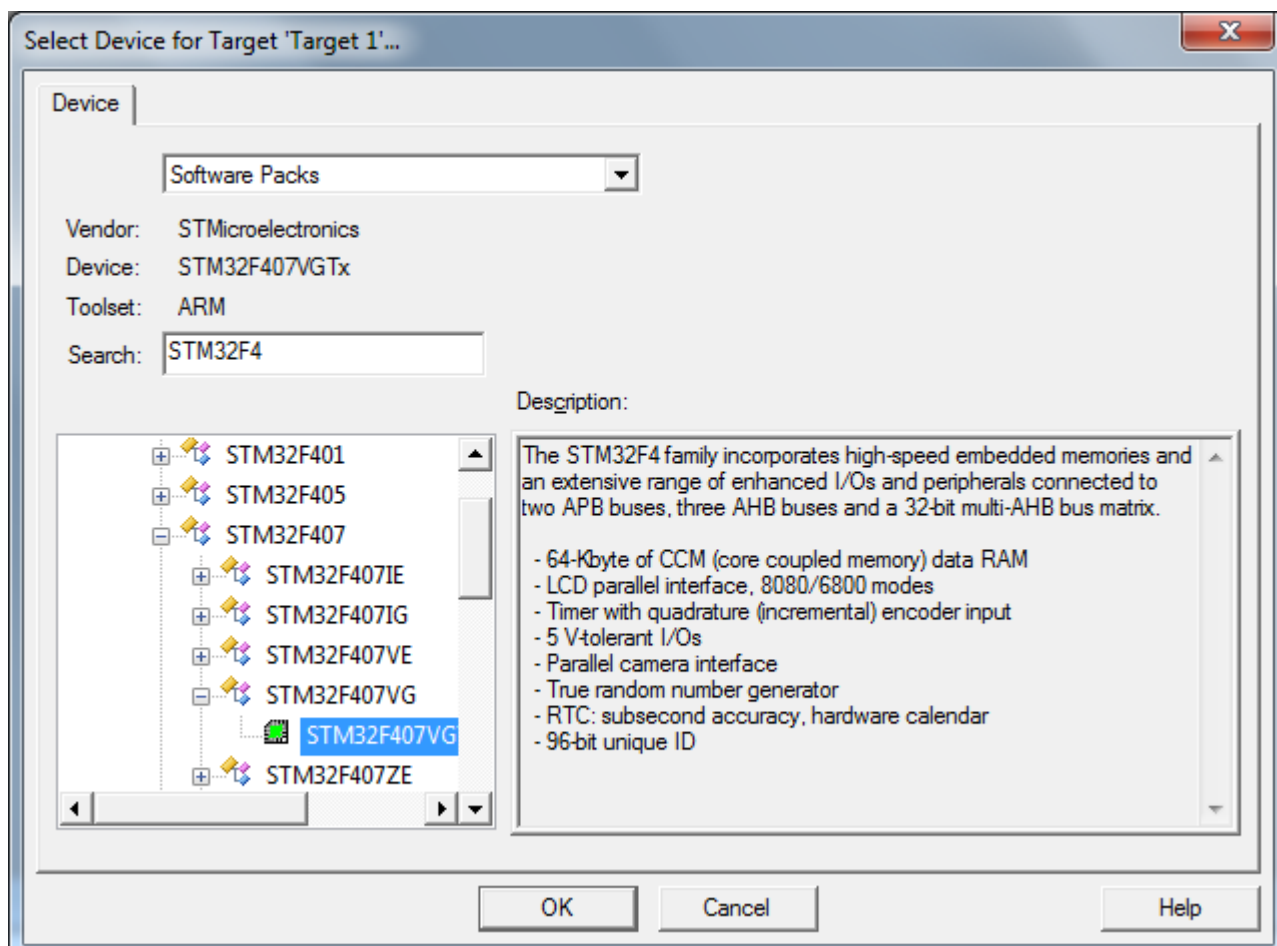 Select Device for Target 'Target 1'...
Device
Software Packs
Vendor: STMicroelectronics
Device: STM32F407VGTx
Toolset: ARM
Search: STM32F4
Description:
STM32F401
STM32F405
STM32F407
STM32F407IE
STM32F407IG
STM32F407VE
STM32F407VG
STM32F407VG
STM32F407ZE
The STM32F4 family incorporates high-speed embedded memories and
an extensive range of enhanced I/Os and peripherals connected to
two APB buses, three AHB buses and a 32-bit multi-AHB bus matrix.
- 64-Kbyte of CCM (core coupled memory) data RAM
- LCD parallel interface, 8080/6800 modes
- Timer with quadrature (incremental) encoder input
- 5 V-tolerant I/Os
- Parallel camera interface
- True random number generator
- RTC: subsecond accuracy, hardware calendar
- 96-bit unique ID
OK
Cancel
Help